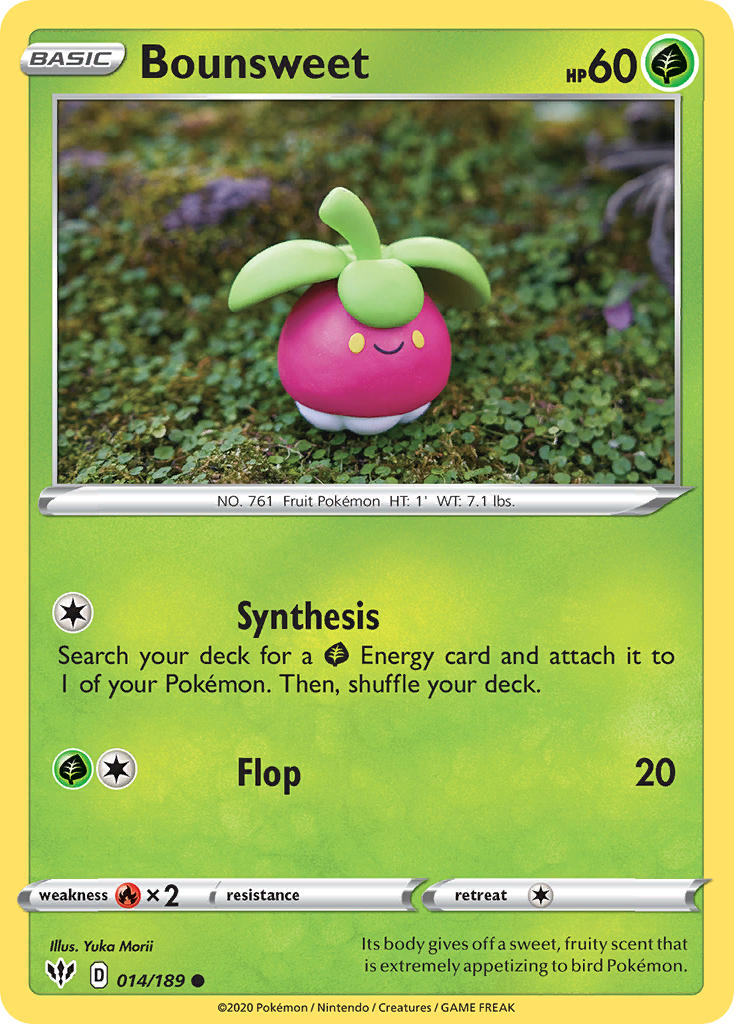 BASIC Bounsweet HP60
NO. 761 Fruit Pokémon HT: 1' WT: 7.1 lbs.
Synthesis
Search your deck for a Energy card and attach it to
1 of your Pokémon. Then, shuffle your deck.
Flop 20
weakness ×2 resistance retreat
Illus. Yuka Morii
Its body gives off a sweet, fruity scent that
is extremely appetizing to bird Pokémon.
D 014/189
©2020 Pokémon / Nintendo / Creatures / GAME FREAK